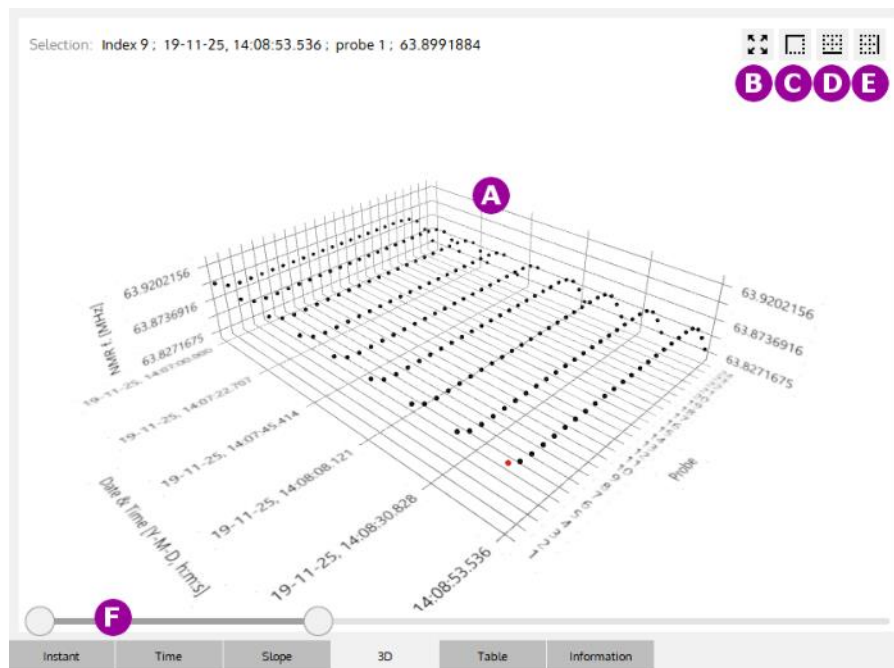 Selection: Index 9 ; 19-11-25, 14:08:53.536 ; probe 1 ; 63.8991884
B C D E
A
63.9202156
63.8736916
63.8271675
NMR f [MHz]
19-11-25, 14:07:00.000
19-11-25, 14:07:22.707
19-11-25, 14:07:45.414
19-11-25, 14:08:08.121
19-11-25, 14:08:30.828
14:08:53.536
Date & Time [Y-M-D, h:m:s]
63.9202156
63.8736916
63.8271675
Probe
F
Instant Time Slope 3D Table Information